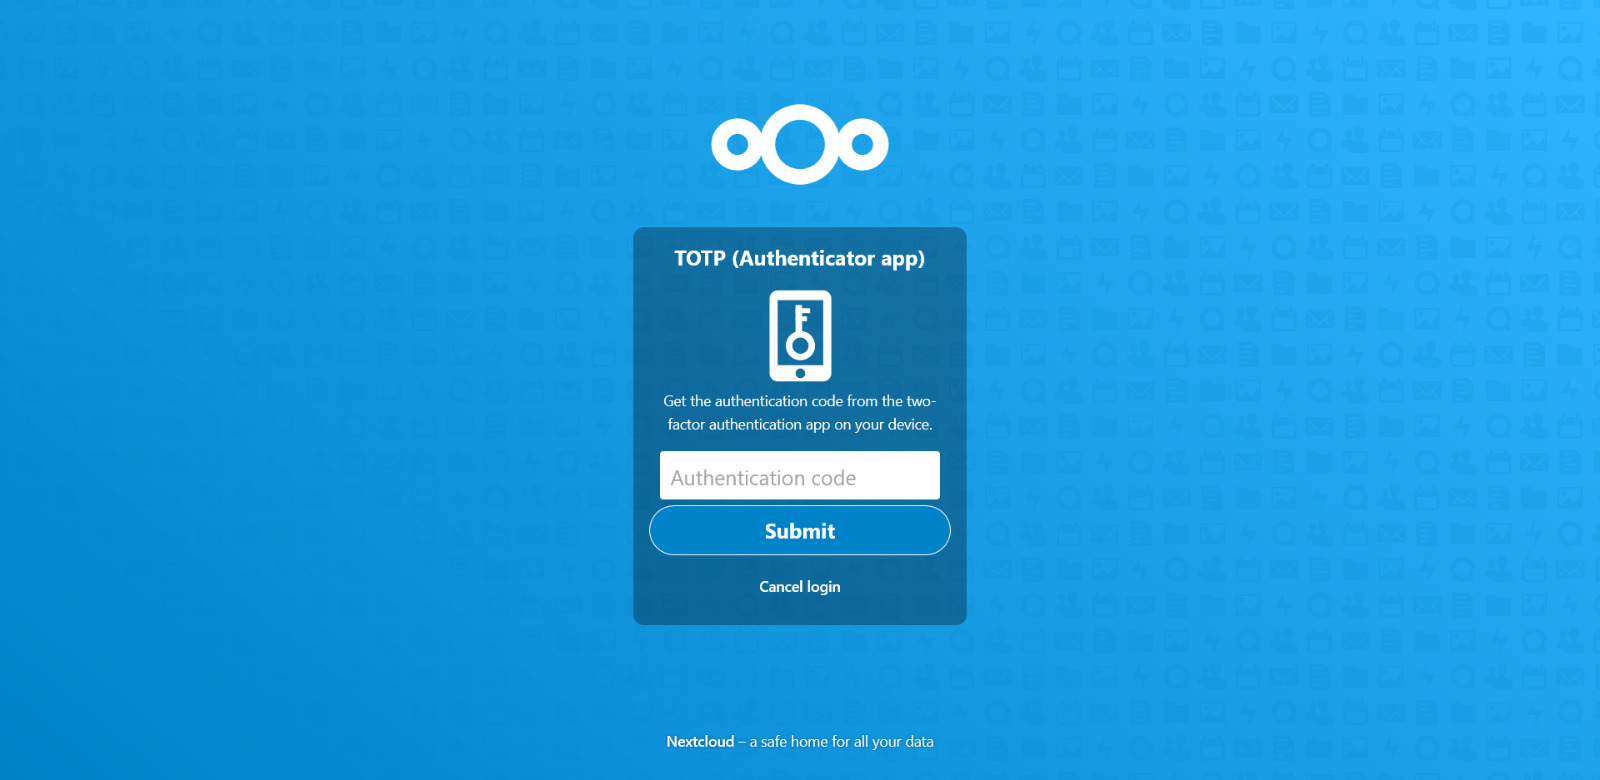 TOTP (Authenticator app)
Get the authentication code from the two-
factor authentication app on your device.
Authentication code
Submit
Cancel login
Nextcloud – a safe home for all your data